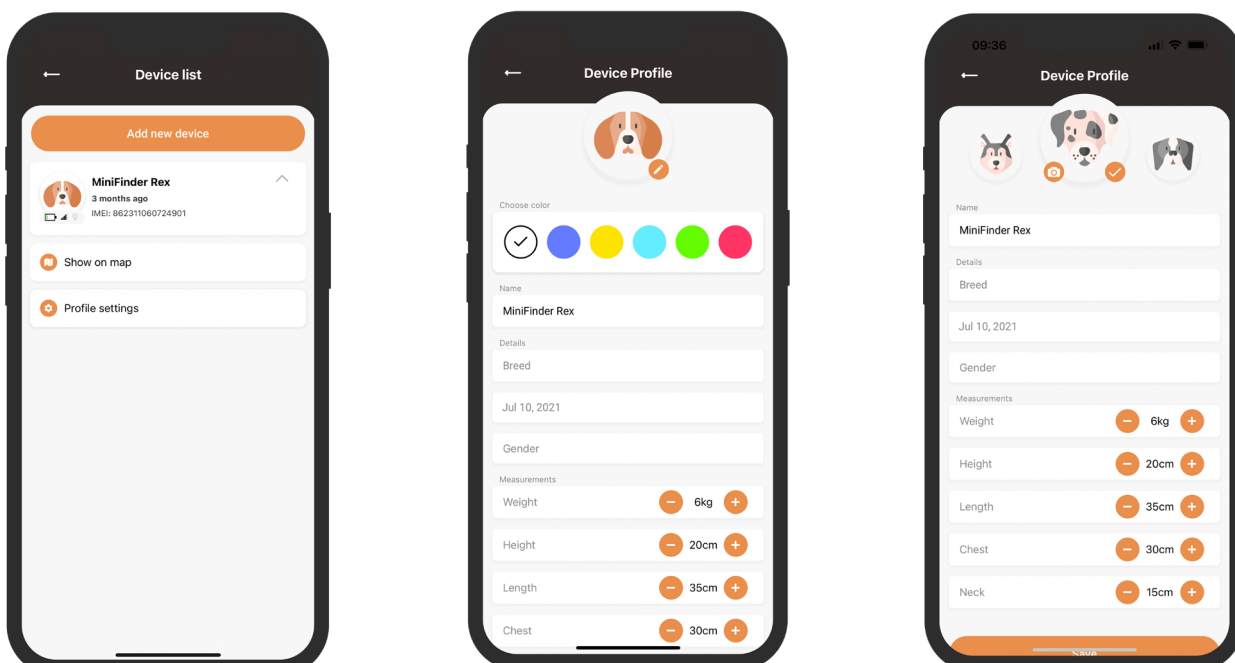 Device list
Add new device
MiniFinder Rex
3 months ago
IMEI: 862311060724901
Show on map
Profile settings
Device Profile
Choose color
Name
MiniFinder Rex
Details
Breed
Jul 10, 2021
Gender
Measurements
Weight 6kg
Height 20cm
Length 35cm
Chest 30cm
09:36
Device Profile
Name
MiniFinder Rex
Details
Breed
Jul 10, 2021
Gender
Measurements
Weight 6kg
Height 20cm
Length 35cm
Chest 30cm
Neck 15cm
Save